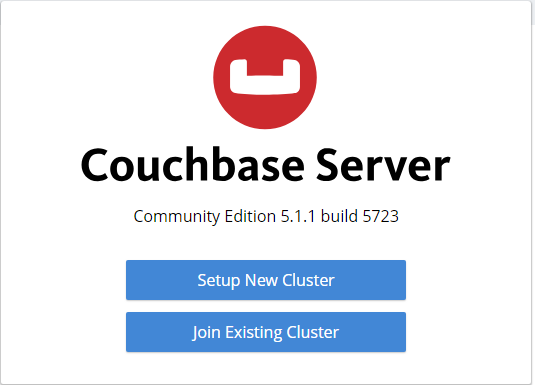 Couchbase Server
Community Edition 5.1.1 build 5723
Setup New Cluster
Join Existing Cluster